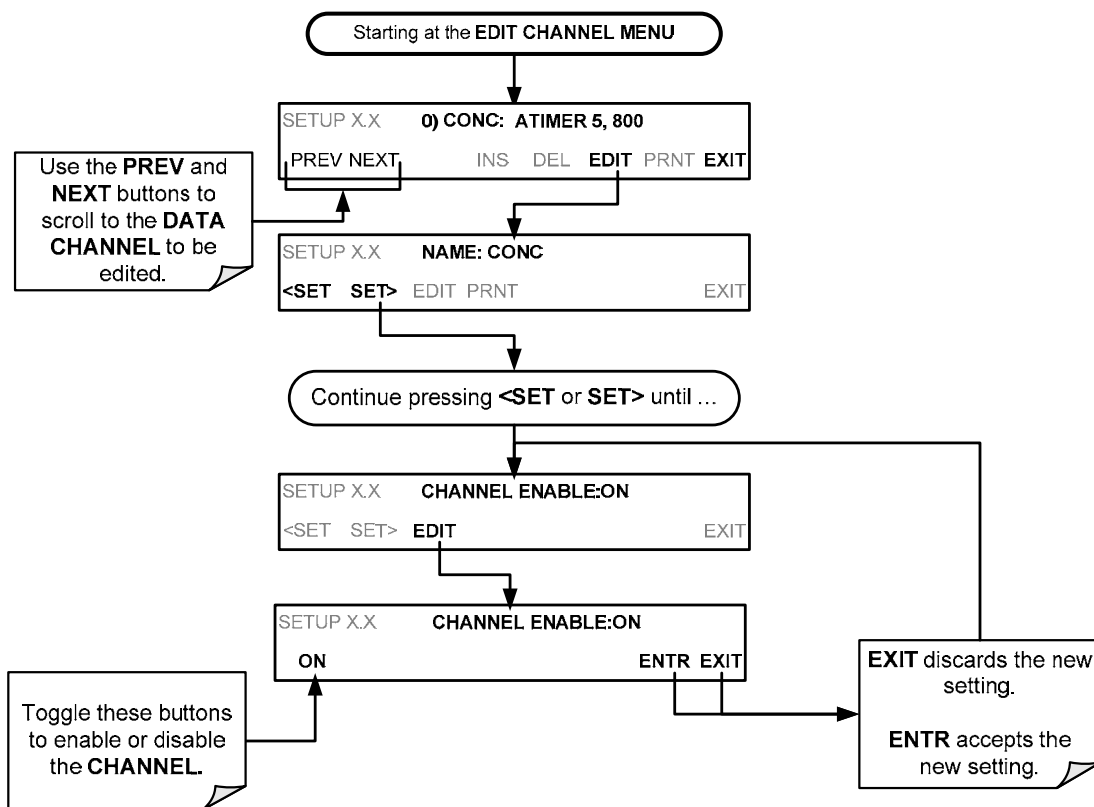 Starting at the EDIT CHANNEL MENU
SETUP X.X 0) CONC: ATIMER 5, 800
PREV NEXT INS DEL EDIT PRNT EXIT
Use the PREV and
NEXT buttons to
scroll to the DATA
CHANNEL to be
edited.
SETUP X.X NAME: CONC
<SET SET> EDIT PRNT EXIT
Continue pressing <SET or SET> until ...
SETUP X.X CHANNEL ENABLE:ON
<SET SET> EDIT EXIT
SETUP X.X CHANNEL ENABLE:ON
ON ENTR EXIT
Toggle these buttons
to enable or disable
the CHANNEL.
EXIT discards the new
setting.
ENTR accepts the
new setting.